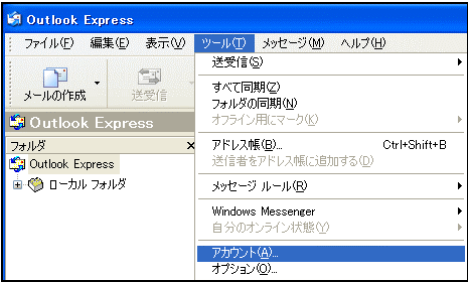 Outlook Express
ファイル(F) 編集(E) 表示(V) ツール(T) メッセージ(M) ヘルプ(H)
メールの作成 送受信
Outlook Express
フォルダ ×
Outlook Express
ローカル フォルダ
送受信(S)
すべて同期(Z)
フォルダの同期(N)
オフライン用にマーク(K)
アドレス帳(B)... Ctrl+Shift+B
送信者をアドレス帳に追加する(D)
メッセージ ルール(R)
Windows Messenger
自分のオンライン状態(Y)
アカウント(A)...
オプション(O)...